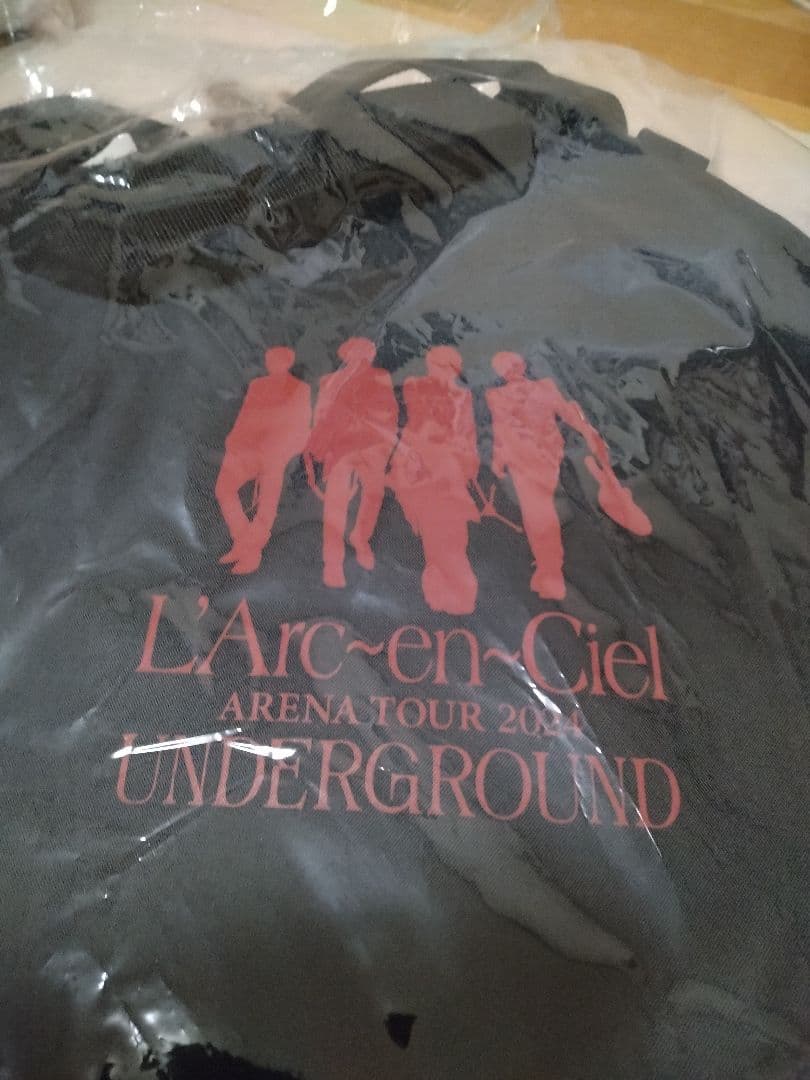 L'Arc~en~Ciel
ARENA TOUR 2024
UNDERGROUND